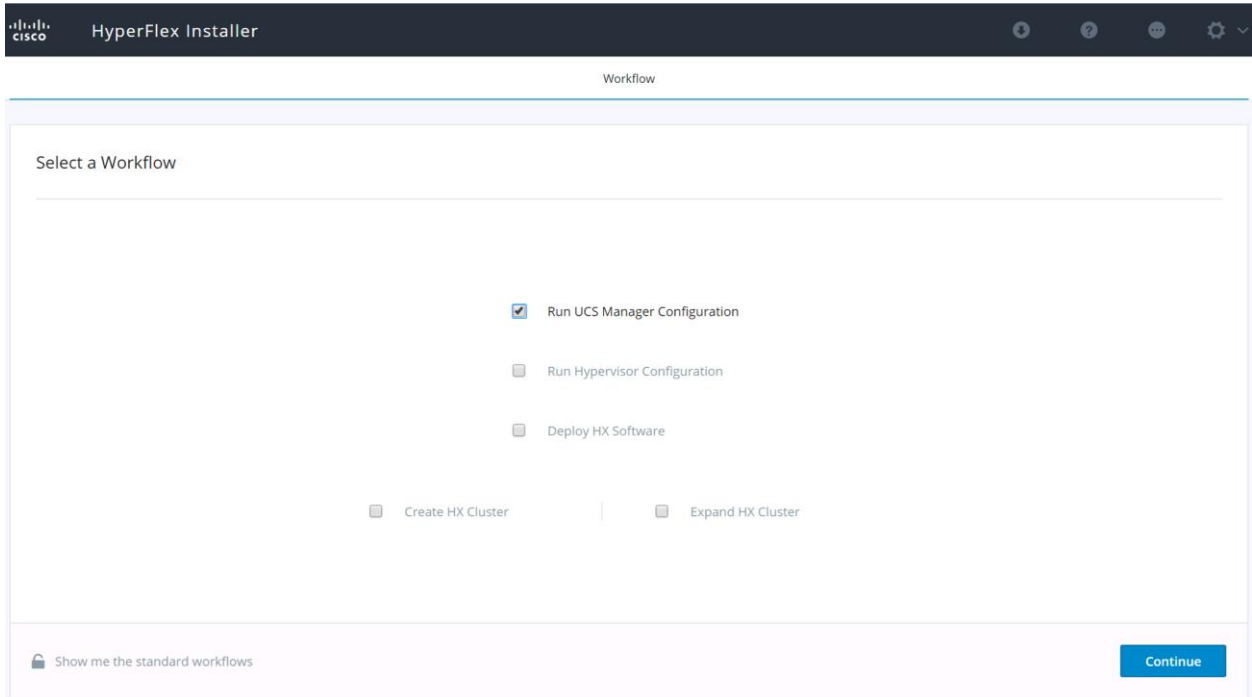 CISCO HyperFlex Installer
Workflow
Select a Workflow
Run UCS Manager Configuration
Run Hypervisor Configuration
Deploy HX Software
Create HX Cluster Expand HX Cluster
Show me the standard workflows Continue